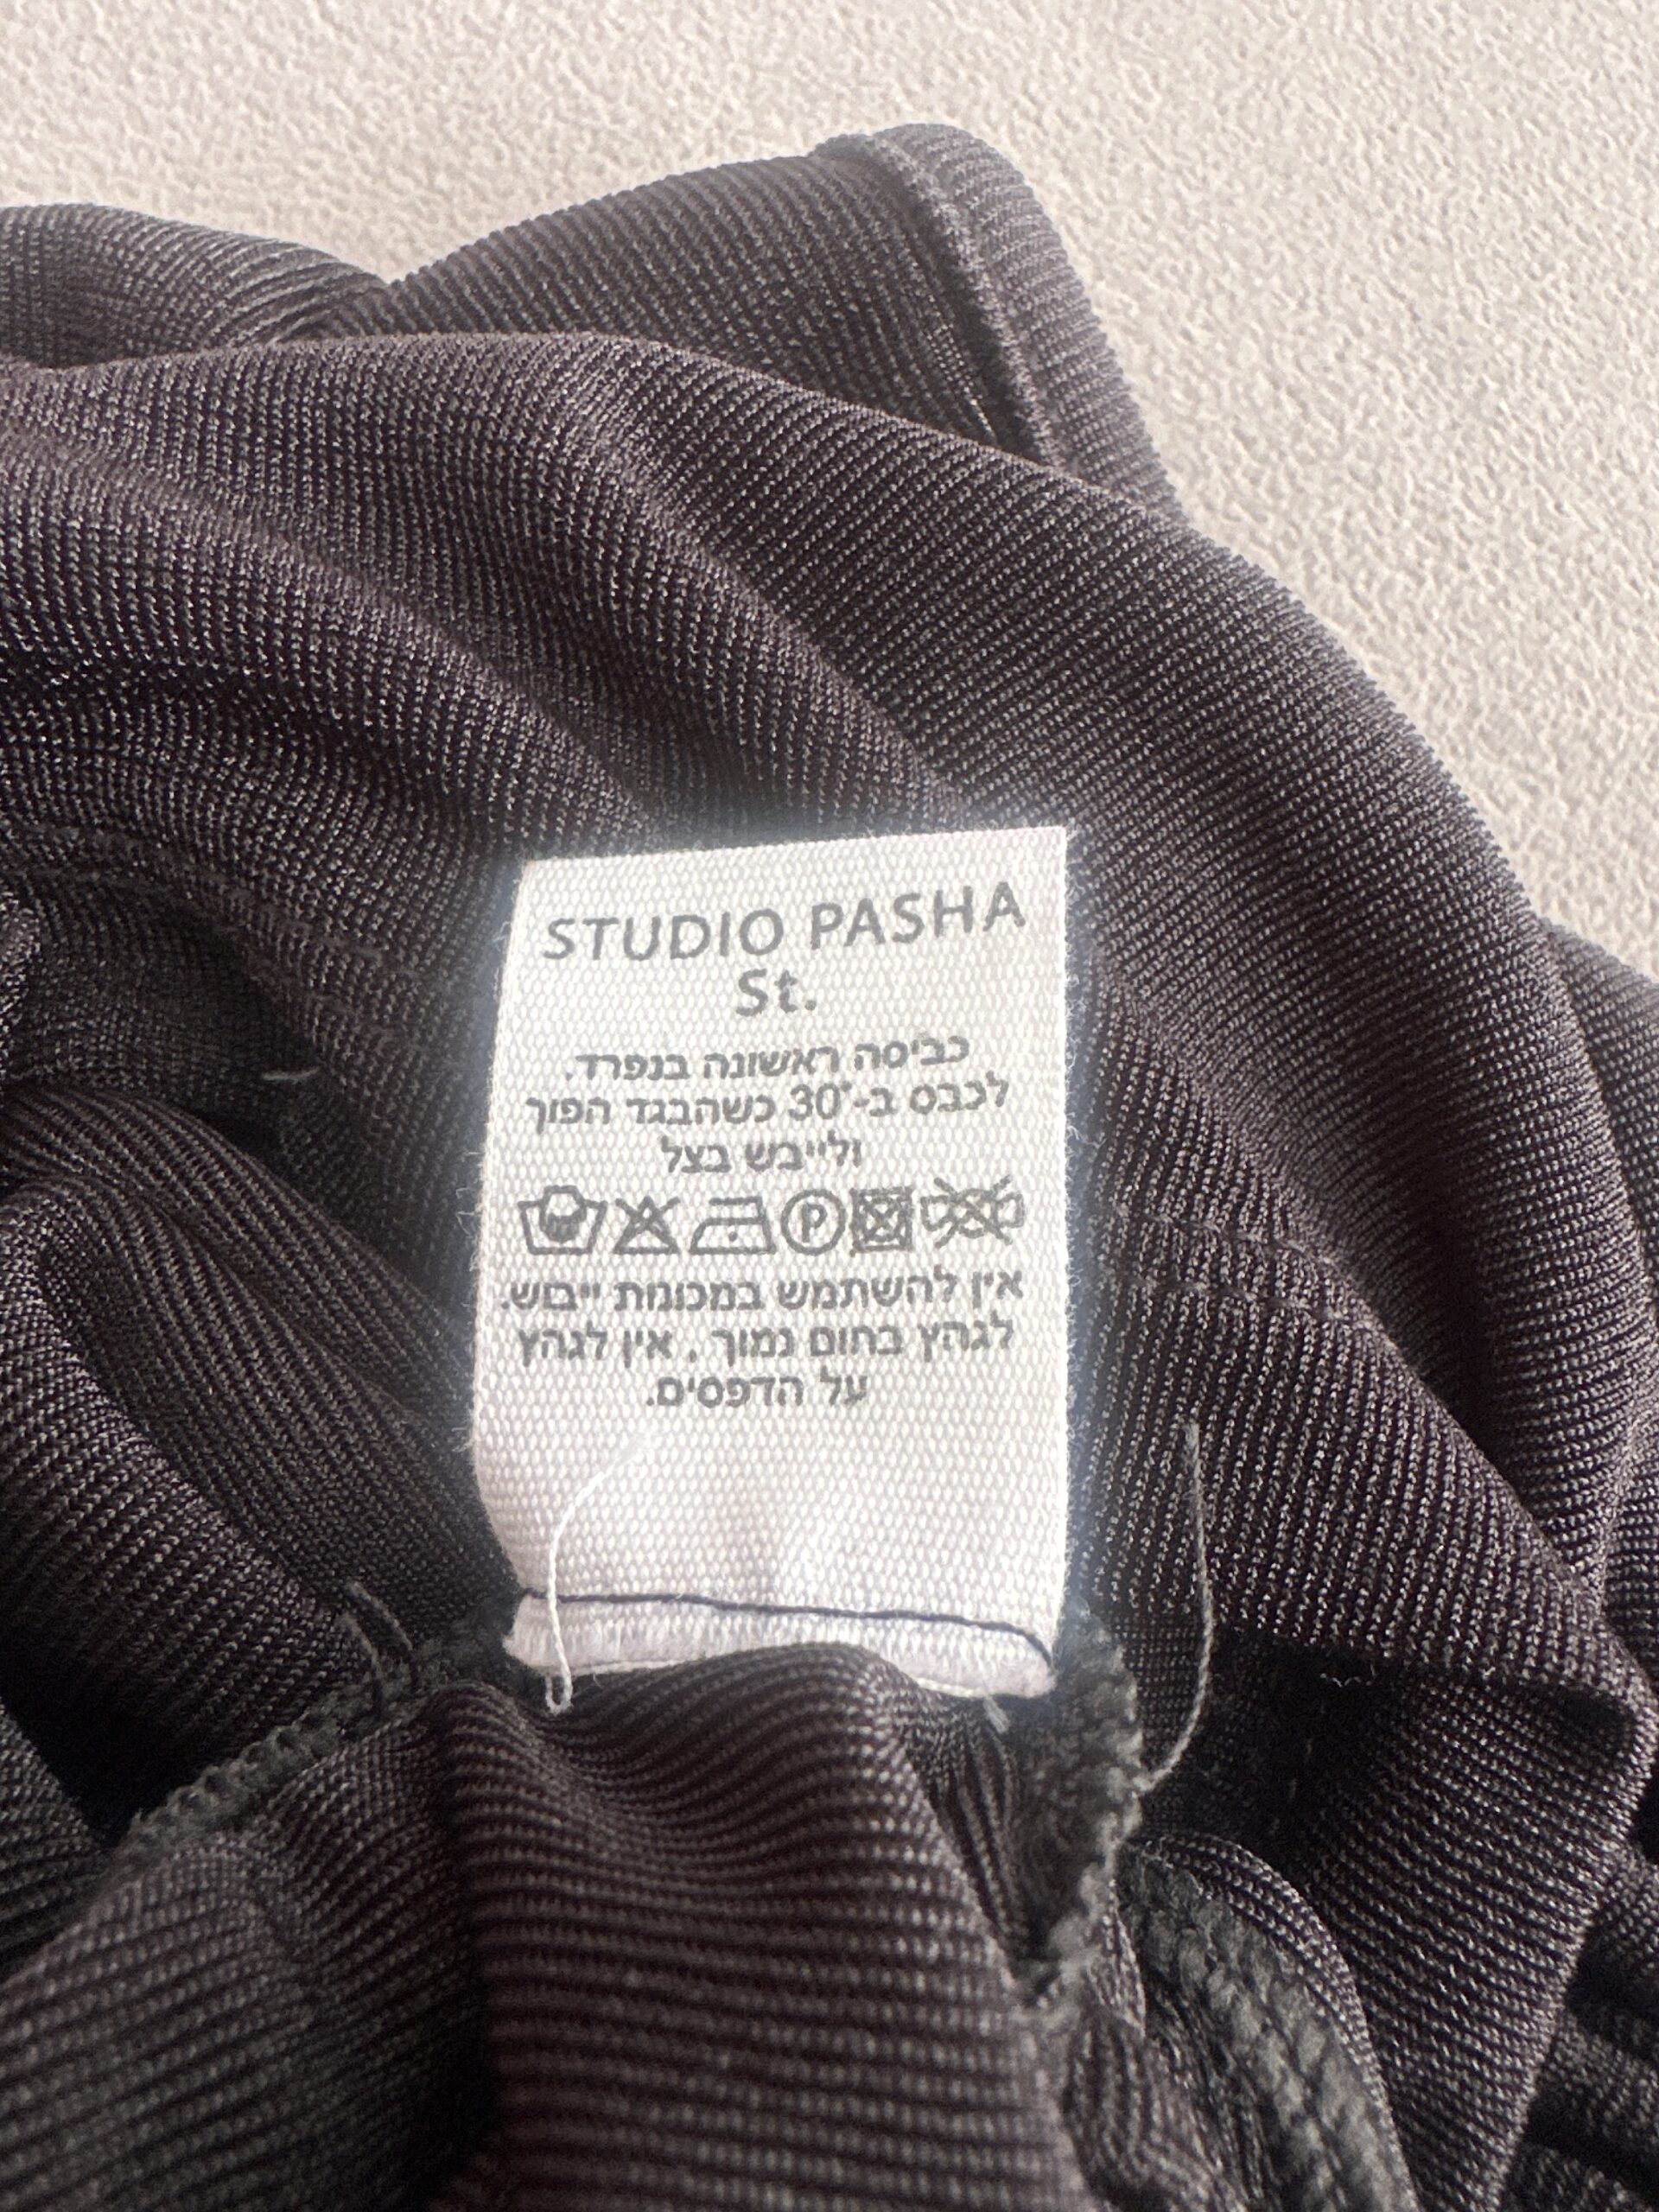 STUDIO PASHA
St.
כביסה ראשונה בנפרד.
לכבס ב-30° כשהבגד הפוך
ולייבש בצל
P
אין להשתמש במכונות ייבוש.
לגהץ בחום נמוך , אין לגהץ
על הדפסים.